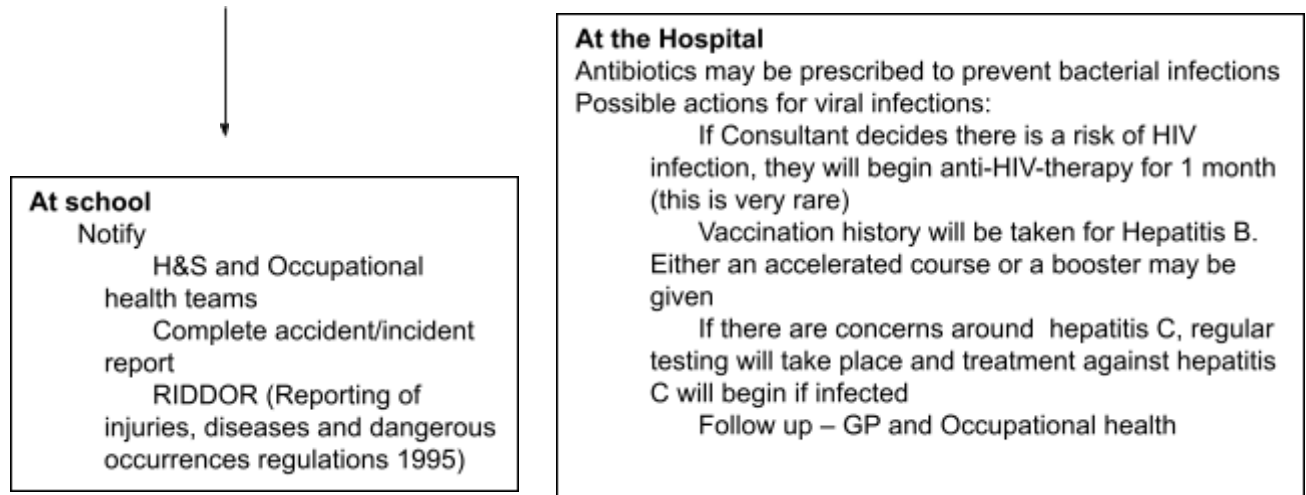 At school
Notify
H&S and Occupational
health teams
Complete accident/incident
report
RIDDOR (Reporting of
injuries, diseases and dangerous
occurrences regulations 1995)
At the Hospital
Antibiotics may be prescribed to prevent bacterial infections
Possible actions for viral infections:
If Consultant decides there is a risk of HIV
infection, they will begin anti-HIV-therapy for 1 month
(this is very rare)
Vaccination history will be taken for Hepatitis B.
Either an accelerated course or a booster may be
given
If there are concerns around  hepatitis C, regular
testing will take place and treatment against hepatitis
C will begin if infected
Follow up – GP and Occupational health